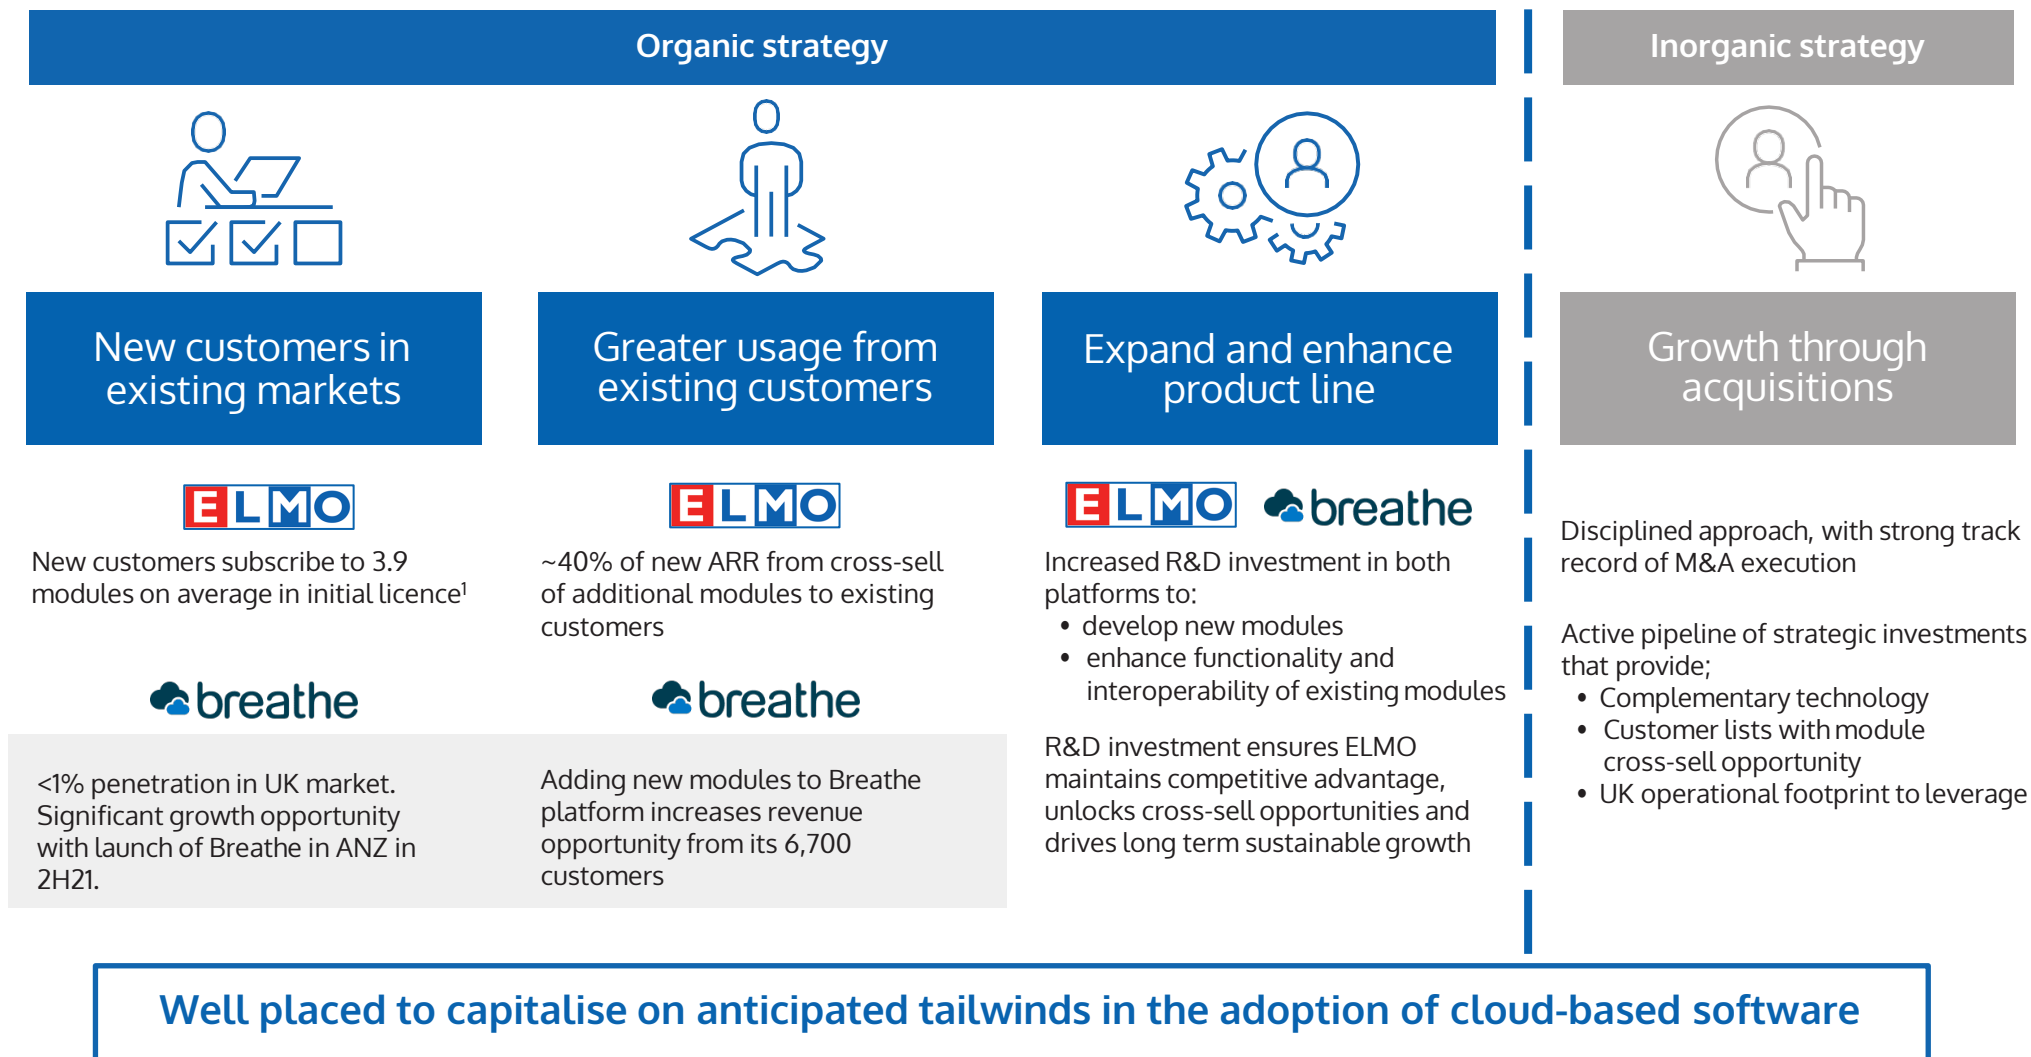 Organic strategy
Inorganic strategy
New customers in
existing markets
Greater usage from
existing customers
Expand and enhance
product line
Growth through
acquisitions
ELMO
New customers subscribe to 3.9
modules on average in initial licence¹
breathe
<1% penetration in UK market.
Significant growth opportunity
with launch of Breathe in ANZ in
2H21.
ELMO
~40% of new ARR from cross-sell
of additional modules to existing
customers
breathe
Adding new modules to Breathe
platform increases revenue
opportunity from its 6,700
customers
ELMO breathe
Increased R&D investment in both
platforms to:
• develop new modules
• enhance functionality and
interoperability of existing modules
R&D investment ensures ELMO
maintains competitive advantage,
unlocks cross-sell opportunities and
drives long term sustainable growth
Disciplined approach, with strong track
record of M&A execution
Active pipeline of strategic investments
that provide;
• Complementary technology
• Customer lists with module
cross-sell opportunity
• UK operational footprint to leverage
Well placed to capitalise on anticipated tailwinds in the adoption of cloud-based software